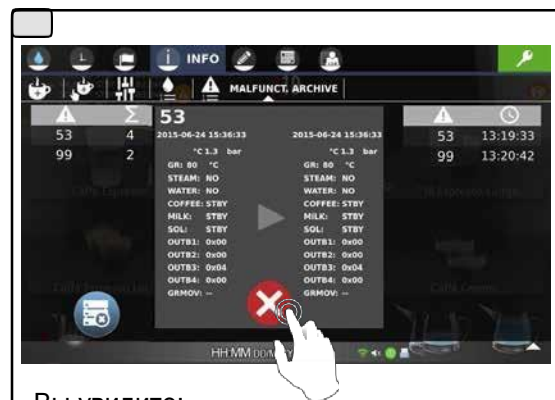 INFO
MALFUNCT. ARCHIVE
53 4
99 2
53
2015-06-24 15:36:33
°C 1.3 bar
GR: 80 °C
STEAM: NO
WATER: NO
COFFEE: STBY
MILK: STBY
SOL: STBY
OUTB1: 0x00
OUTB2: 0x00
OUTB3: 0x04
OUTB4: 0x00
GRMOV: --
2015-06-24 15:36:33
°C 1.3 bar
GR: 80 °C
STEAM: NO
WATER: NO
COFFEE: STBY
MILK: STBY
SOL: STBY
OUTB1: 0x00
OUTB2: 0x00
OUTB3: 0x04
OUTB4: 0x00
GRMOV: --
53 13:19:33
99 13:20:42
HH:MM
Вы увидите: